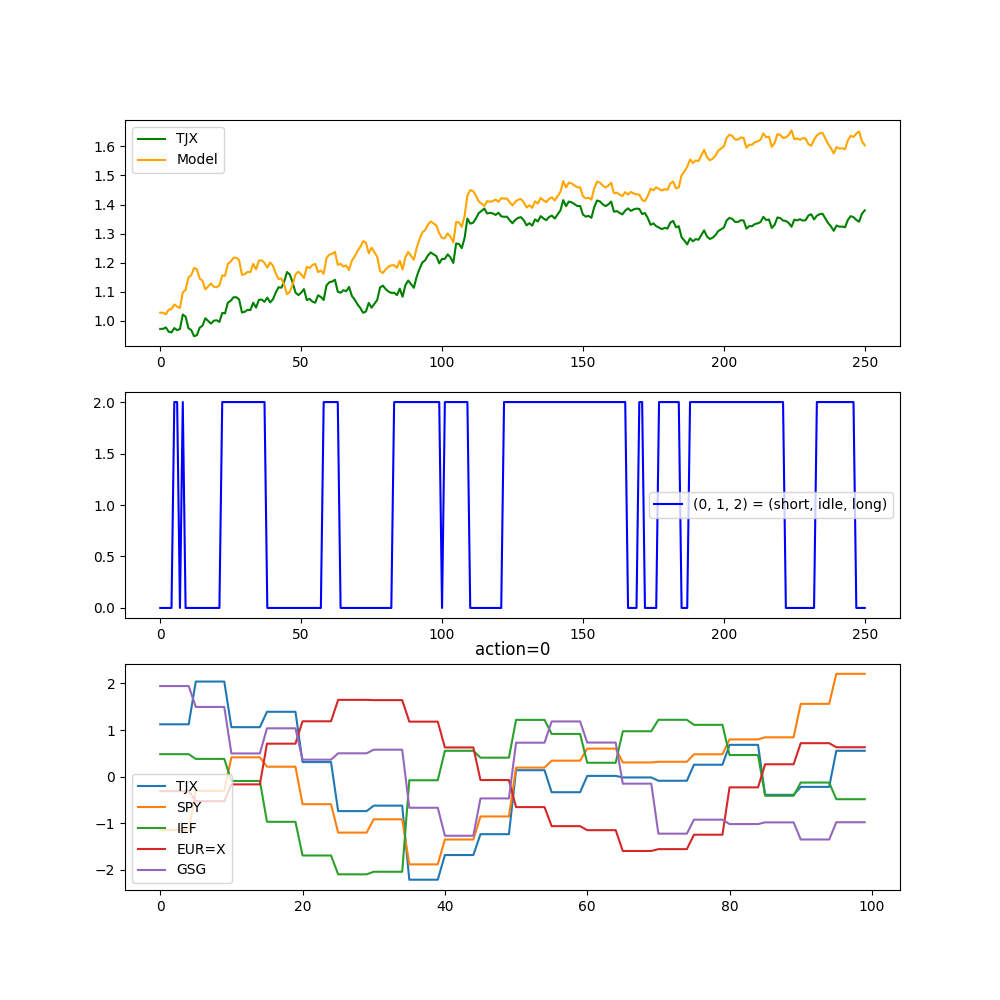 TJX
Model
1.6
1.5
1.4
1.3
1.2
1.1
1.0
0 50 100 150 200 250
2.0
1.5
1.0
0.5
0.0
(0, 1, 2) = (short, idle, long)
0 50 100 150 200 250
action=0
2
1
0
−1
−2
TJX
SPY
IEF
EUR=X
GSG
0 20 40 60 80 100